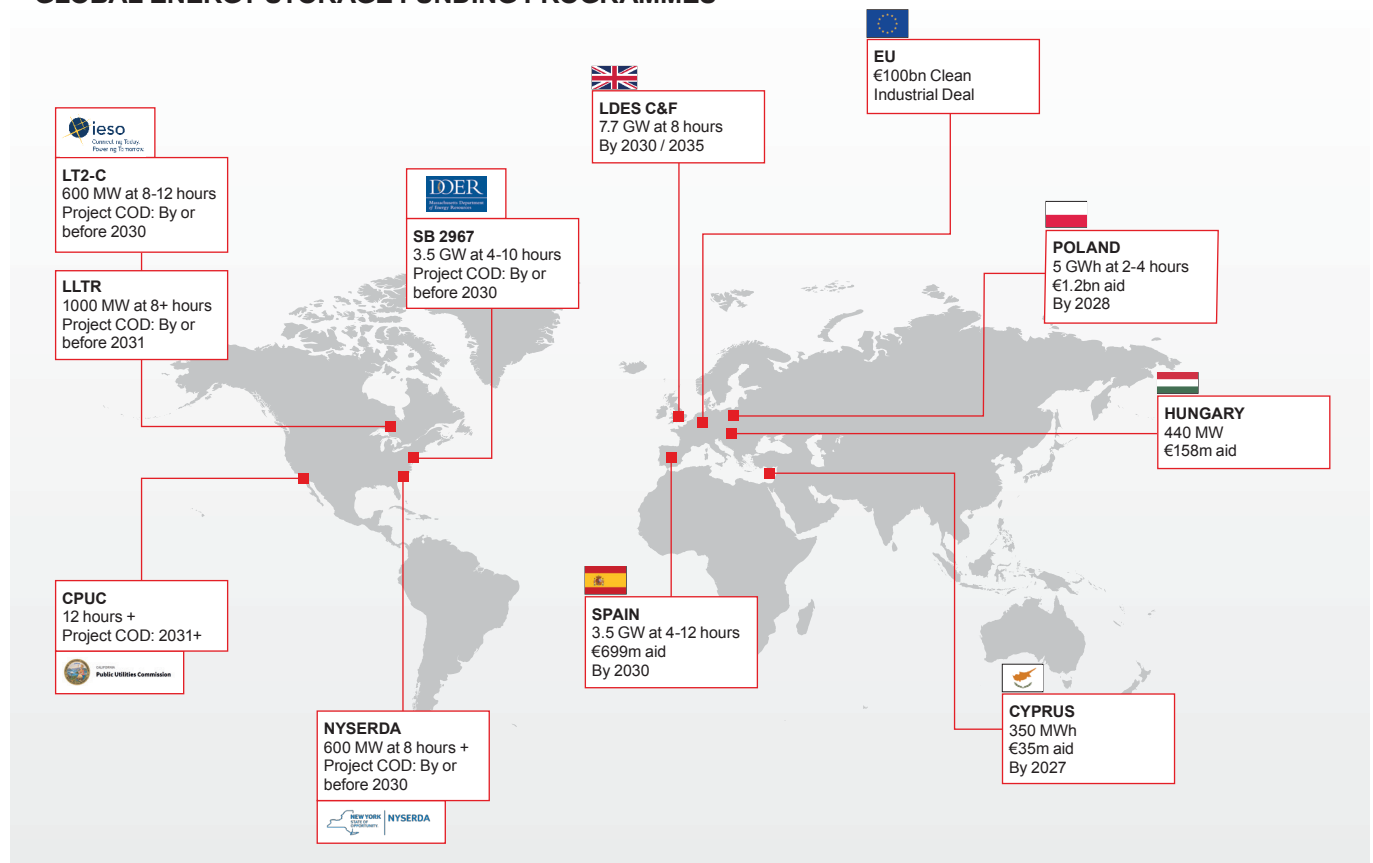 GLOBAL ENERGY STORAGE FUNDING PROGRAMMES
ieso
Connecting Today.
Powering Tomorrow.
LT2-C
600 MW at 8-12 hours
Project COD: By or
before 2030
LLTR
1000 MW at 8+ hours
Project COD: By or
before 2031
DOER
Massachusetts Department
of Energy Resources
SB 2967
3.5 GW at 4-10 hours
Project COD: By or
before 2030
LDES C&F
7.7 GW at 8 hours
By 2030 / 2035
EU
€100bn Clean
Industrial Deal
POLAND
5 GWh at 2-4 hours
€1.2bn aid
By 2028
HUNGARY
440 MW
€158m aid
CPUC
12 hours +
Project COD: 2031+
CALIFORNIA
Public Utilities Commission
NYSERDA
600 MW at 8 hours +
Project COD: By or
before 2030
NEW YORK
STATE OF
OPPORTUNITY.
NYSERDA
SPAIN
3.5 GW at 4-12 hours
€699m aid
By 2030
CYPRUS
350 MWh
€35m aid
By 2027